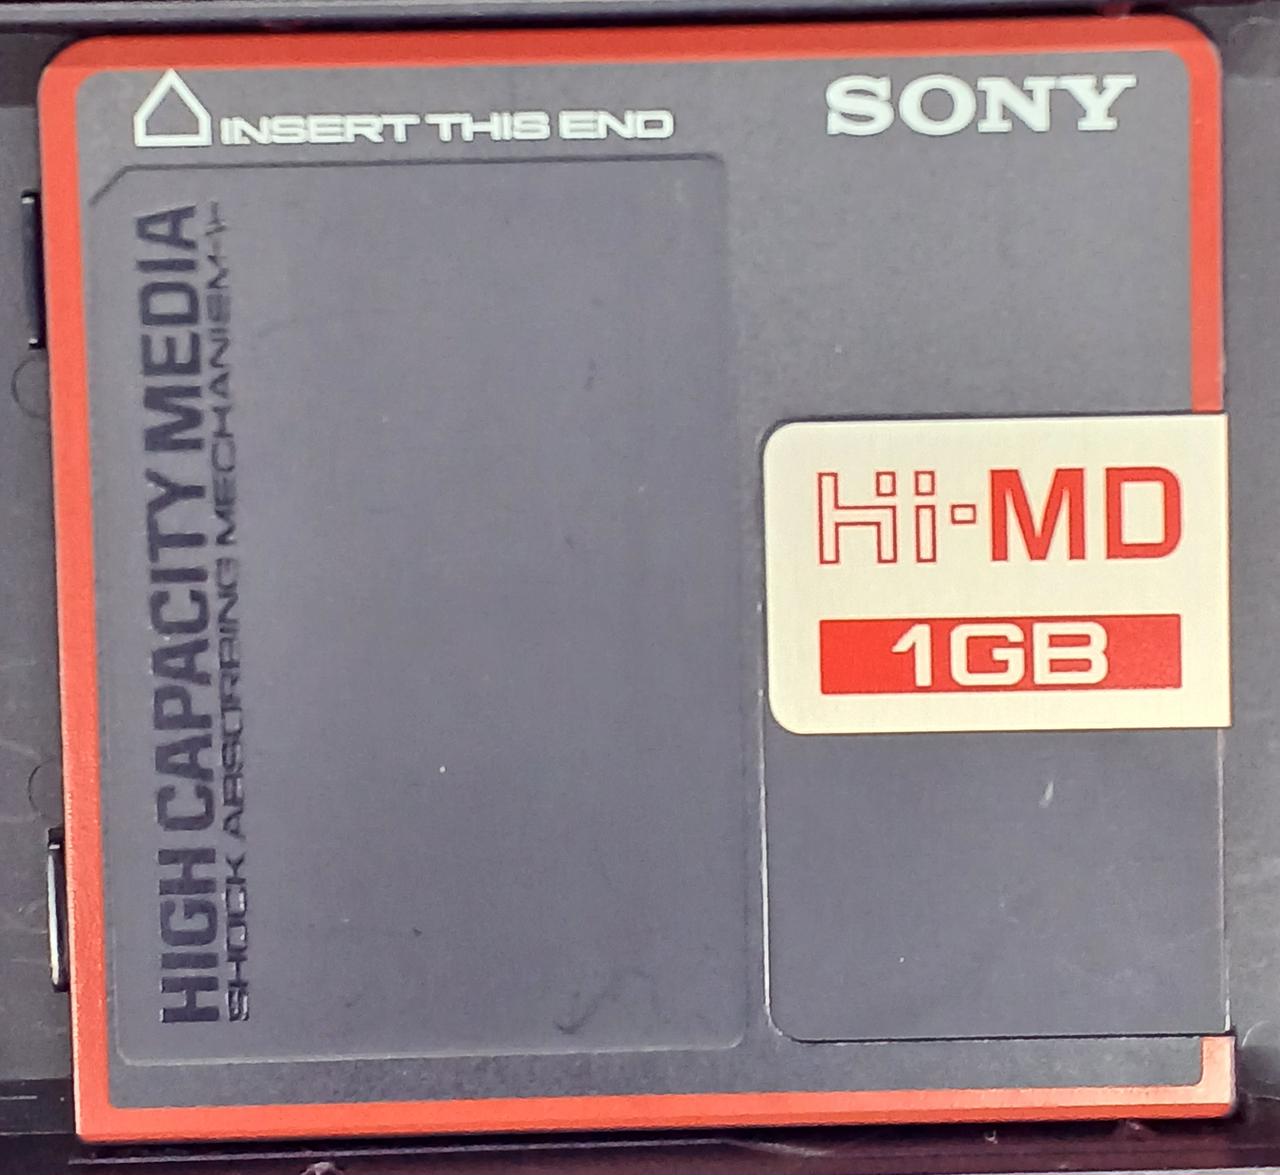 INSERT THIS END
SONY
HIGH CAPACITY MEDIA
SHOCK ABSORBING MECHANISM-V
Hi-MD
1GB